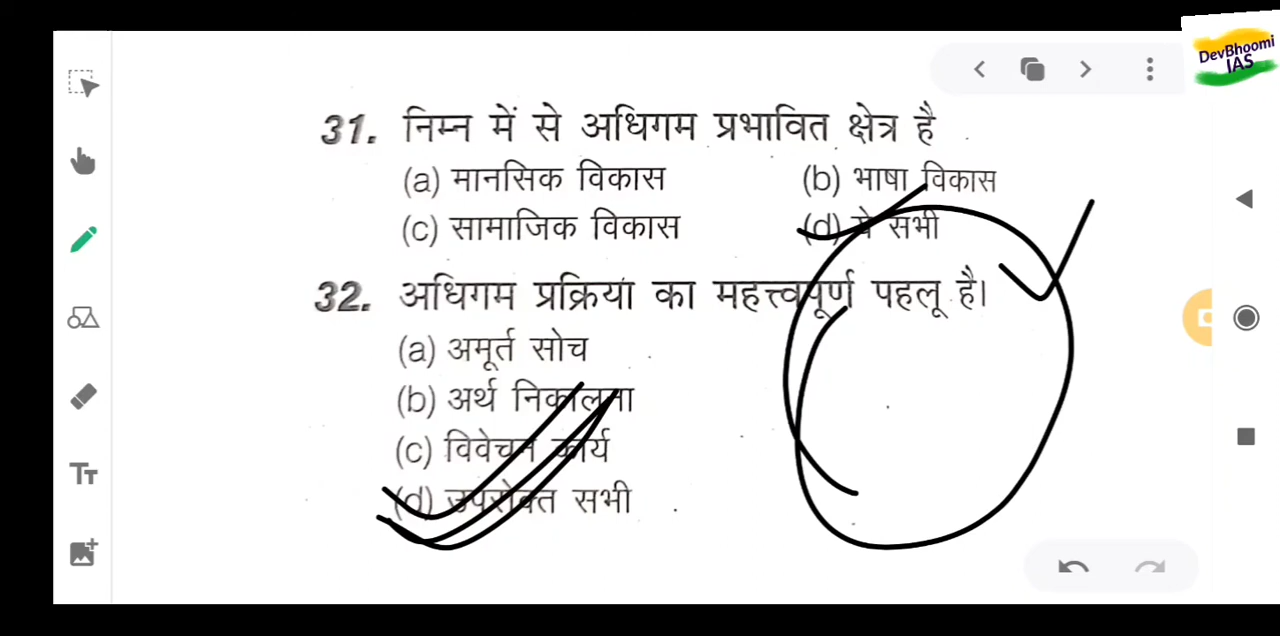 DevBhoomi
IAS
31. निम्न में से अधिगम प्रभावित क्षेत्र है
(a) मानसिक विकास (b) भाषा विकास
(c) सामाजिक विकास (d) ये सभी
32. अधिगम प्रक्रिया का महत्त्वपूर्ण पहलू है।
(a) अमूर्त सोच
(b) अर्थ निकालना
(c) विवेचन कार्य
(d) उपरोक्त सभी
TT